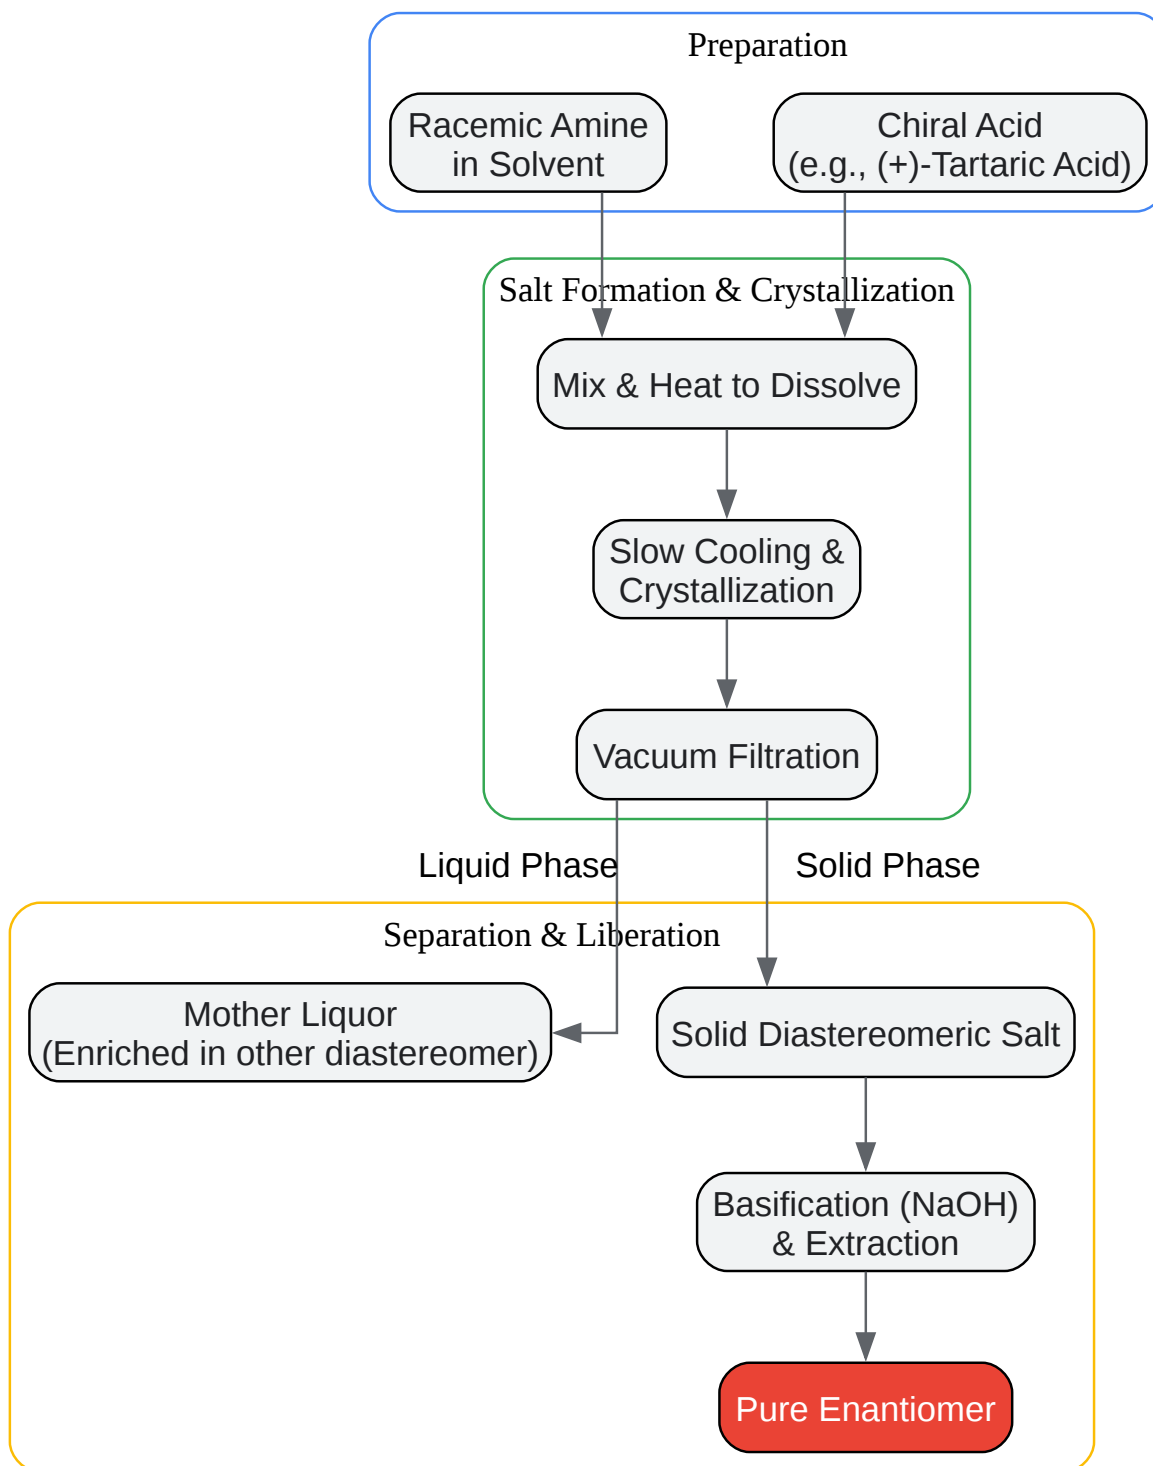 Preparation
Racemic Amine
in Solvent
Chiral Acid
(e.g., (+)-Tartaric Acid)
Salt Formation & Crystallization
Mix & Heat to Dissolve
Slow Cooling &
Crystallization
Vacuum Filtration
Liquid Phase
Solid Phase
Separation & Liberation
Mother Liquor
(Enriched in other diastereomer)
Solid Diastereomeric Salt
Basification (NaOH)
& Extraction
Pure Enantiomer